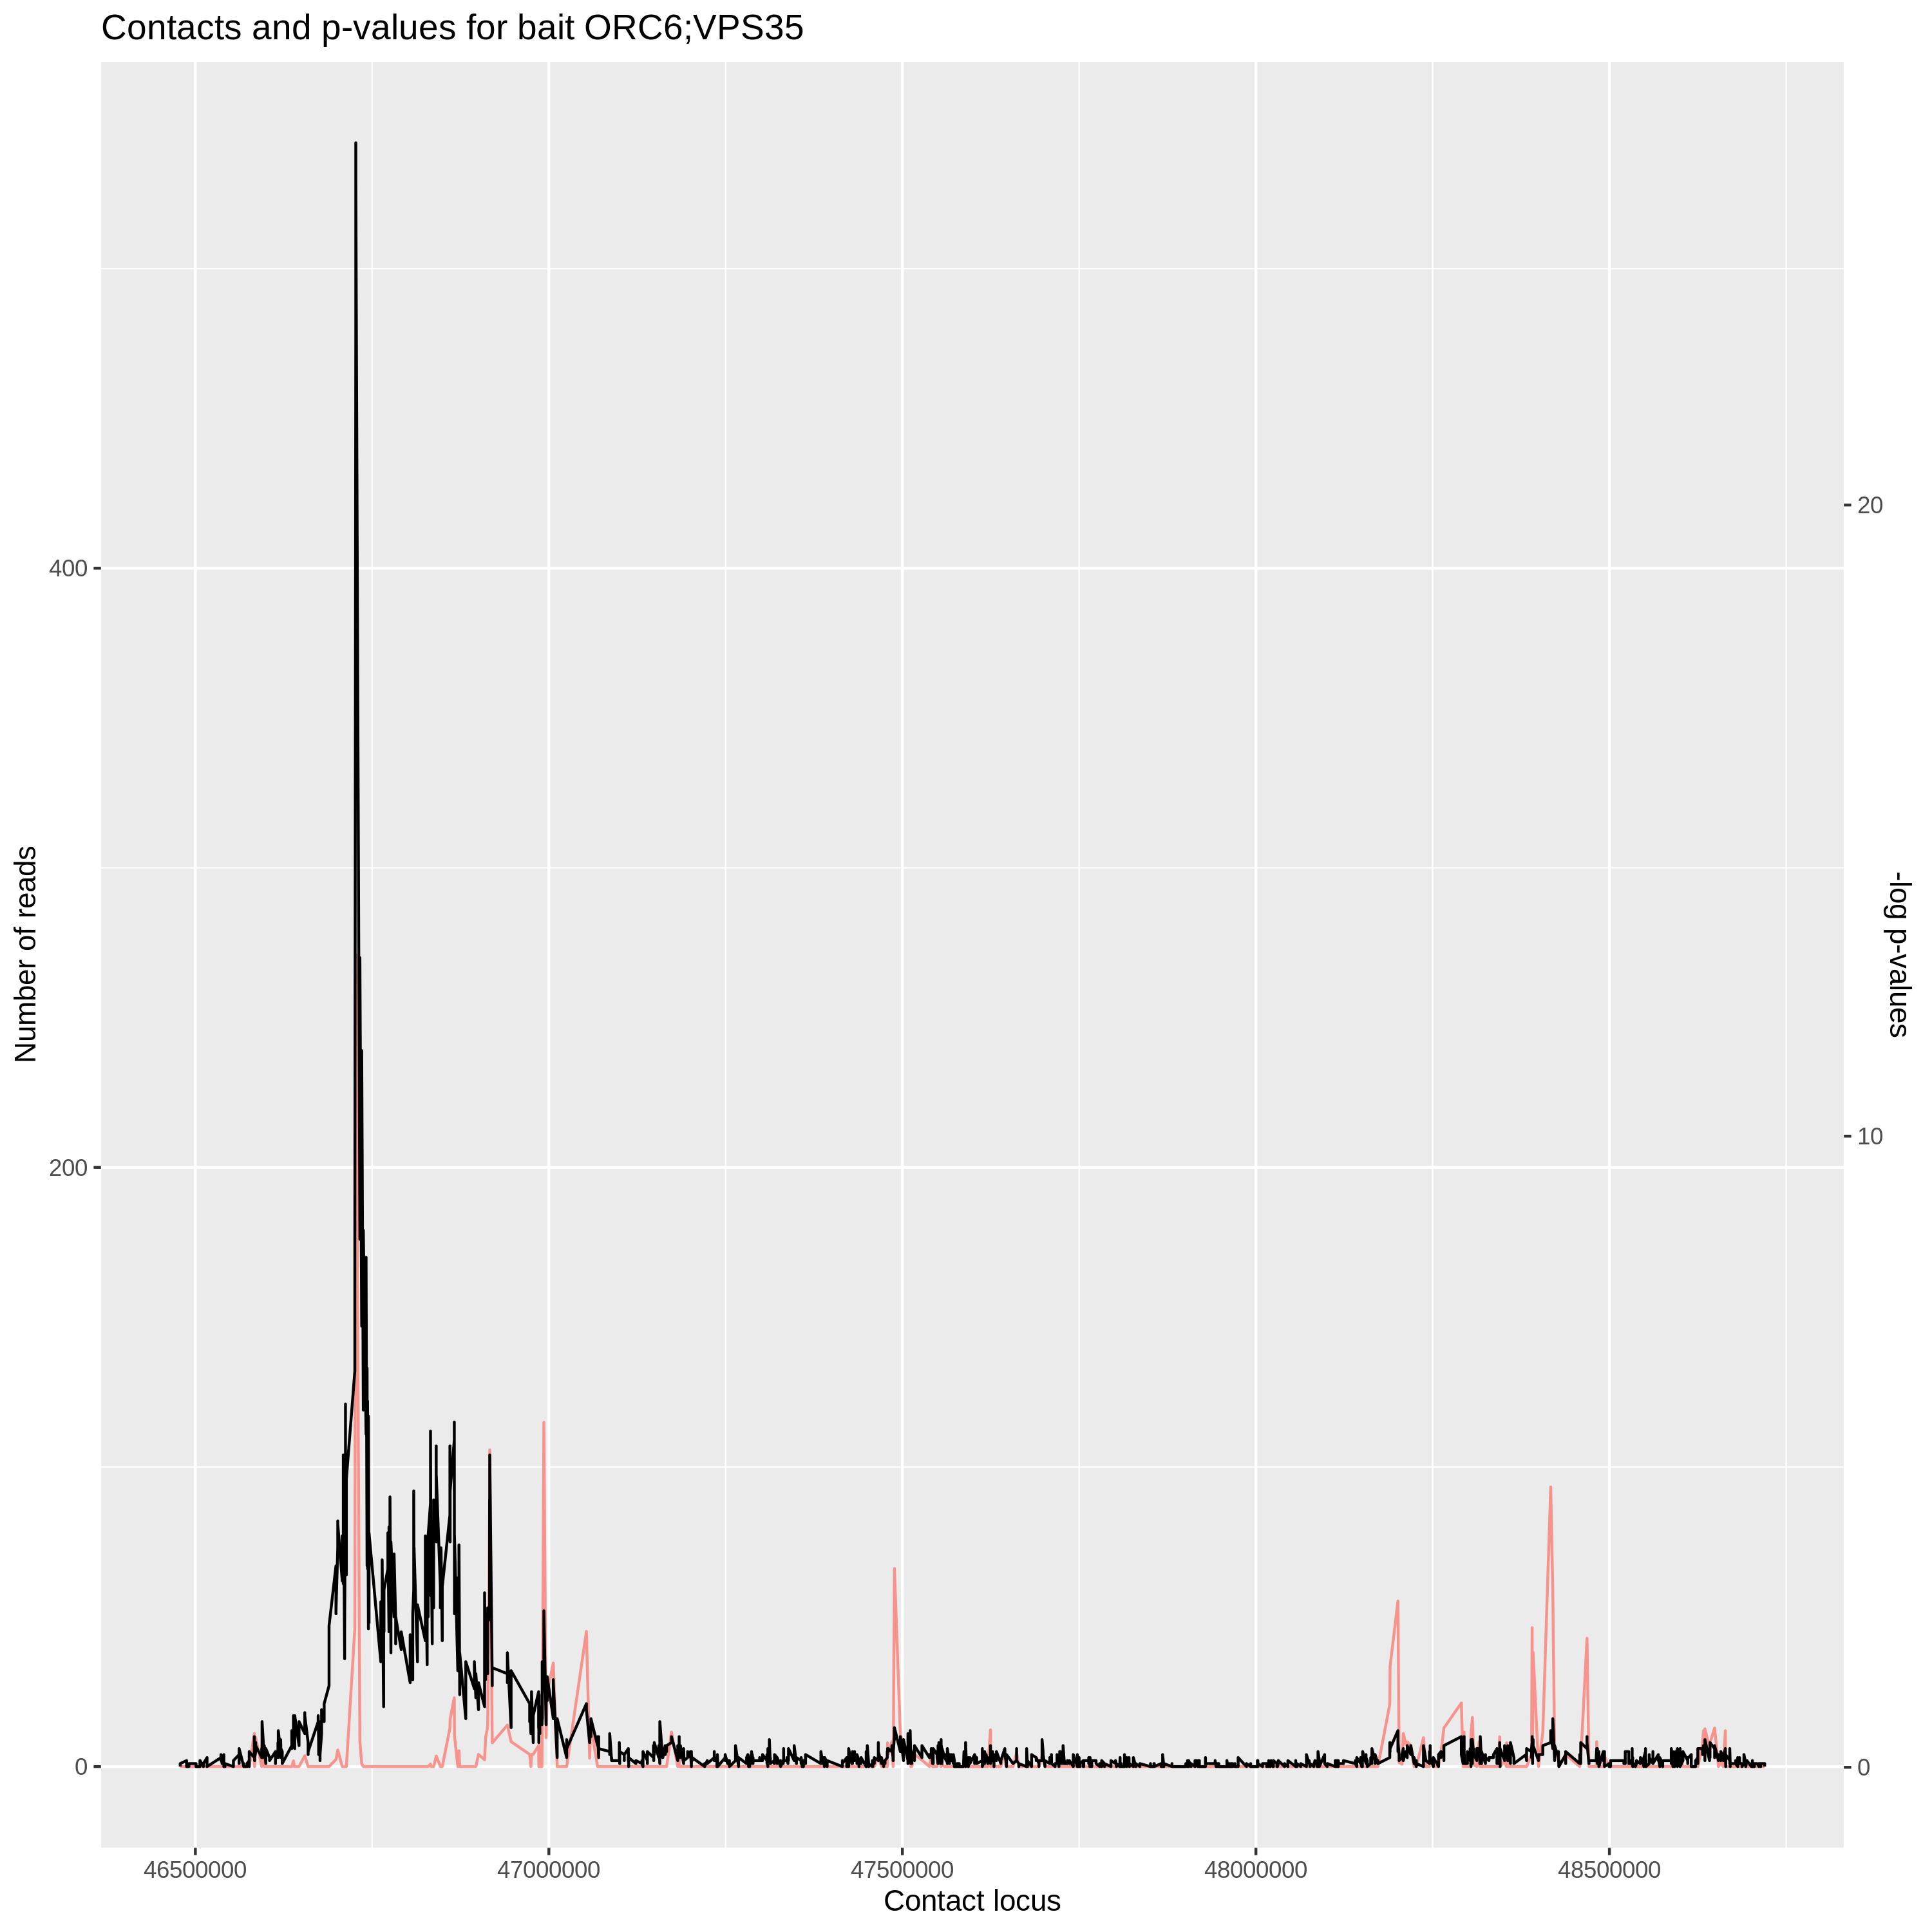 Contacts and p-values for bait ORC6;VPS35
400
200
0
Number of reads
20
10
0
-log p-values
46500000
47000000
47500000
48000000
48500000
Contact locus